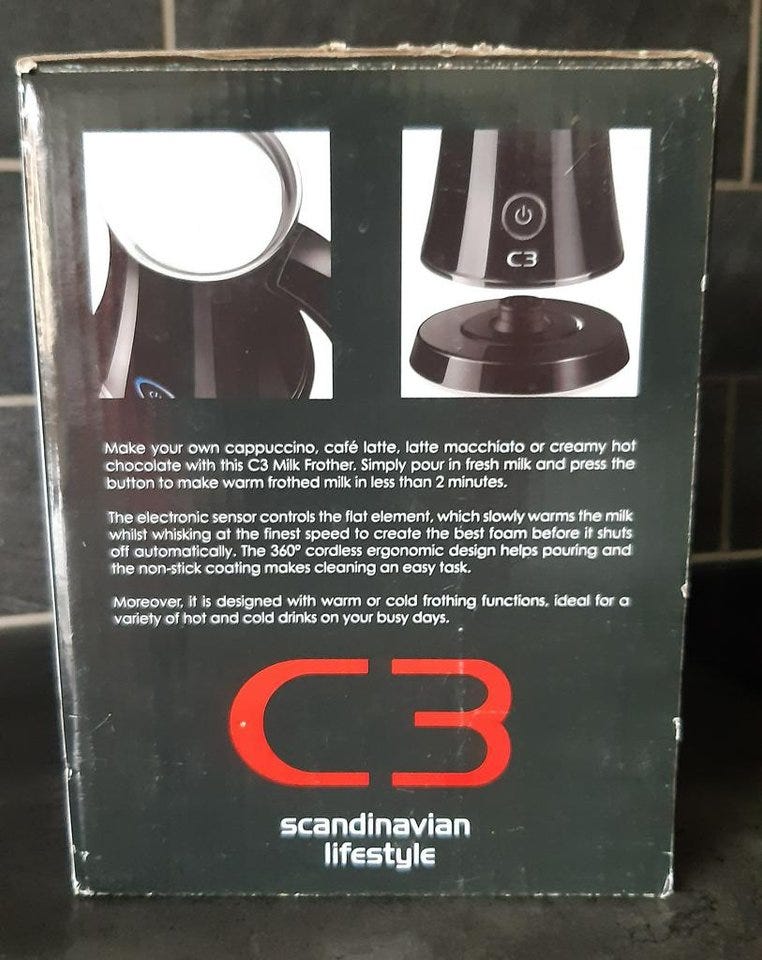 C3
Make your own cappuccino, café latte, latte macchiato or creamy hot
chocolate with this C3 Milk Frother. Simply pour in fresh milk and press the
button to make warm frothed milk in less than 2 minutes.
The electronic sensor controls the flat element, which slowly warms the milk
whilst whisking at the finest speed to create the best foam before it shuts
off automatically. The 360° cordless ergonomic design helps pouring and
the non-stick coating makes cleaning an easy task.
Moreover, it is designed with warm or cold frothing functions, ideal for a
variety of hot and cold drinks on your busy days.
C3
scandinavian
lifestyle